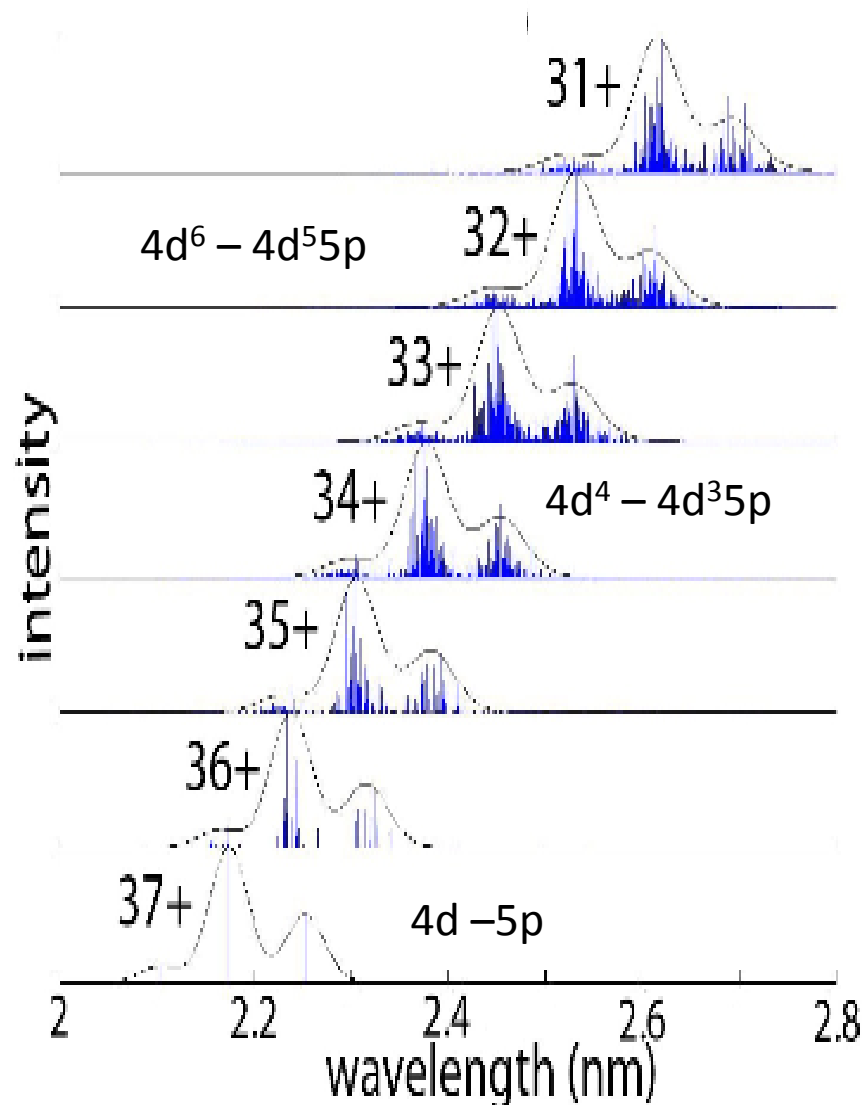 31+
32+
4d⁶ – 4d⁵5p
33+
34+
4d⁴ – 4d³5p
35+
36+
37+
4d –5p
intensity
2 2.2 2.4 2.6 2.8
wavelength (nm)